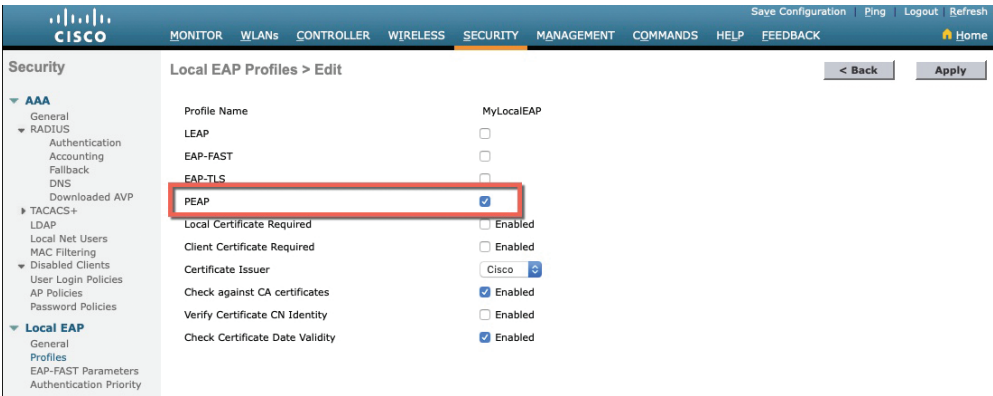 Save Configuration | Ping | Logout | Refresh
CISCO
MONITOR WLANs CONTROLLER WIRELESS SECURITY MANAGEMENT COMMANDS HELP FEEDBACK Home
Security
Local EAP Profiles > Edit
< Back
Apply
AAA
General
RADIUS
Authentication
Accounting
Fallback
DNS
Downloaded AVP
TACACS+
LDAP
Local Net Users
MAC Filtering
Disabled Clients
User Login Policies
AP Policies
Password Policies
Local EAP
General
Profiles
EAP-FAST Parameters
Authentication Priority
Profile Name MyLocalEAP
LEAP
EAP-FAST
EAP-TLS
PEAP
Local Certificate Required Enabled
Client Certificate Required Enabled
Certificate Issuer Cisco
Check against CA certificates Enabled
Verify Certificate CN Identity Enabled
Check Certificate Date Validity Enabled